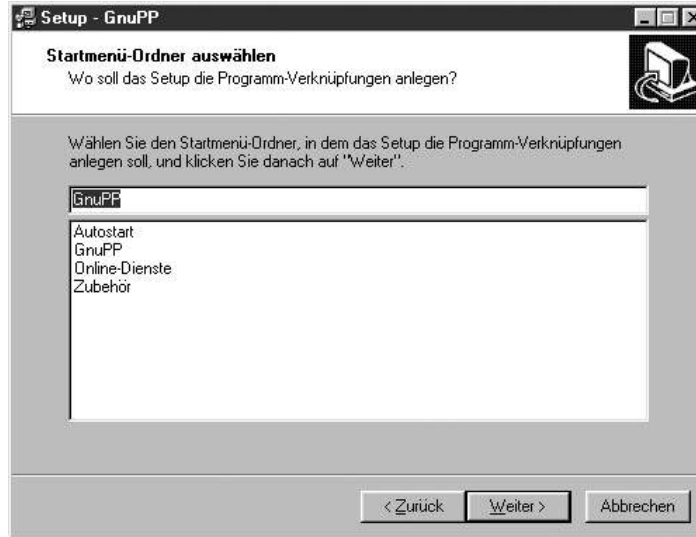 Setup - GnuPP
Startmenü-Ordner auswählen
Wo soll das Setup die Programm-Verknüpfungen anlegen?
Wählen Sie den Startmenü-Ordner, in dem das Setup die Programm-Verknüpfungen
anlegen soll, und klicken Sie danach auf "Weiter".
GnuPP
Autostart
GnuPP
Online-Dienste
Zubehör
< Zurück Weiter > Abbrechen